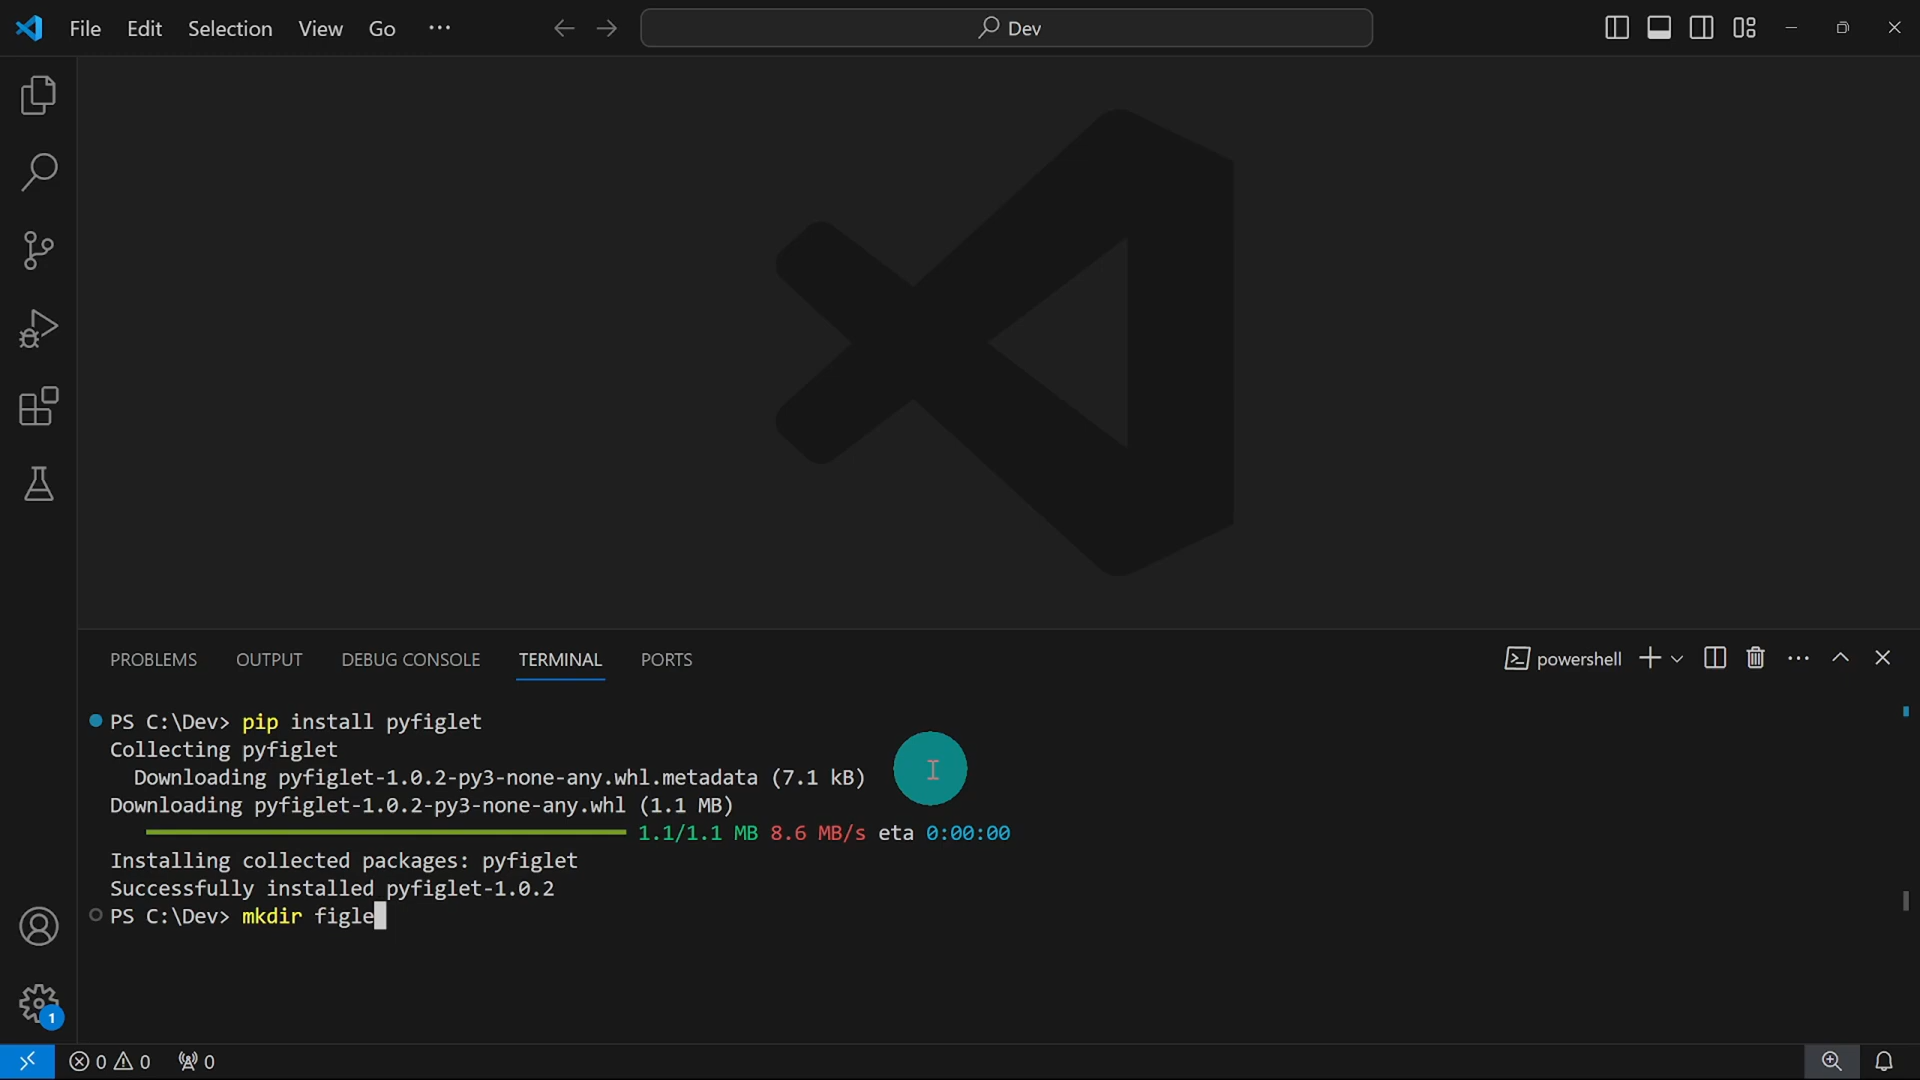 File Edit Selection View Go ···
Dev
PROBLEMS OUTPUT DEBUG CONSOLE TERMINAL PORTS
powershell
PS C:\Dev> pip install pyfiglet
Collecting pyfiglet
Downloading pyfiglet-1.0.2-py3-none-any.whl.metadata (7.1 kB)
Downloading pyfiglet-1.0.2-py3-none-any.whl (1.1 MB)
1.1/1.1 MB 8.6 MB/s eta 0:00:00
Installing collected packages: pyfiglet
Successfully installed pyfiglet-1.0.2
PS C:\Dev> mkdir figle
1
0 0 0